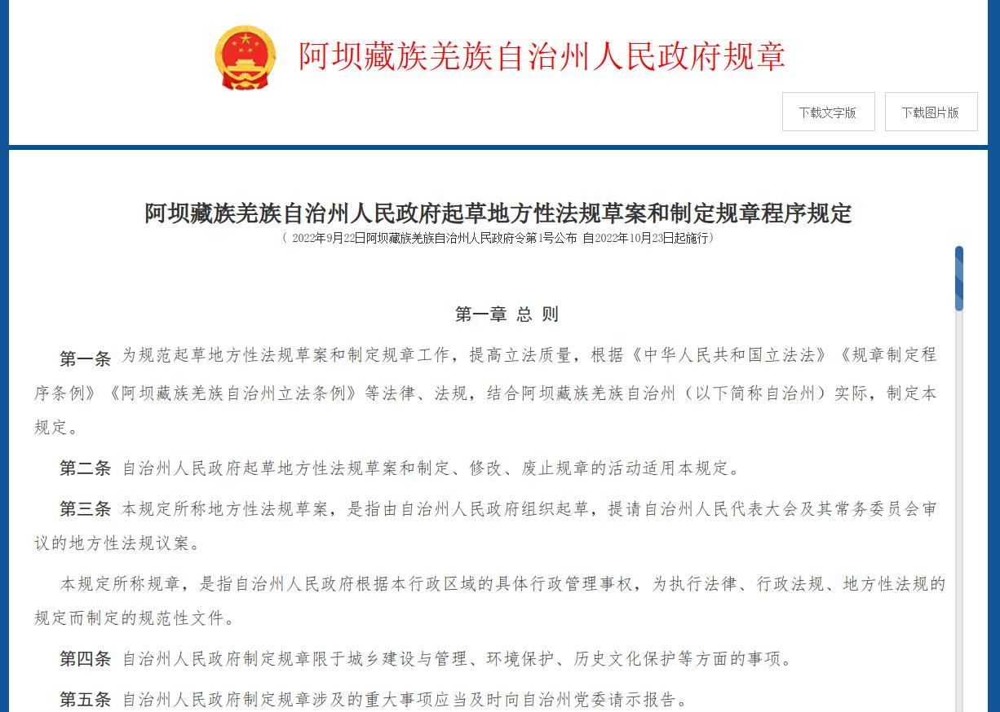 阿坝藏族羌族自治州人民政府规章
下载文字版
下载图片版
阿坝藏族羌族自治州人民政府起草地方性法规草案和制定规章程序规定
（ 2022年9月22日阿坝藏族羌族自治州人民政府令第1号公布 自2022年10月23日起施行）
第一章 总 则
第一条 为规范起草地方性法规草案和制定规章工作，提高立法质量，根据《中华人民共和国立法法》《规章制定程
序条例》《阿坝藏族羌族自治州立法条例》等法律、法规，结合阿坝藏族羌族自治州（以下简称自治州）实际，制定本
规定。
第二条 自治州人民政府起草地方性法规草案和制定、修改、废止规章的活动适用本规定。
第三条 本规定所称地方性法规草案，是指由自治州人民政府组织起草，提请自治州人民代表大会及其常务委员会审
议的地方性法规议案。
本规定所称规章，是指自治州人民政府根据本行政区域的具体行政管理事权，为执行法律、行政法规、地方性法规的
规定而制定的规范性文件。
第四条 自治州人民政府制定规章限于城乡建设与管理、环境保护、历史文化保护等方面的事项。
第五条 自治州人民政府制定规章涉及的重大事项应当及时向自治州党委请示报告。